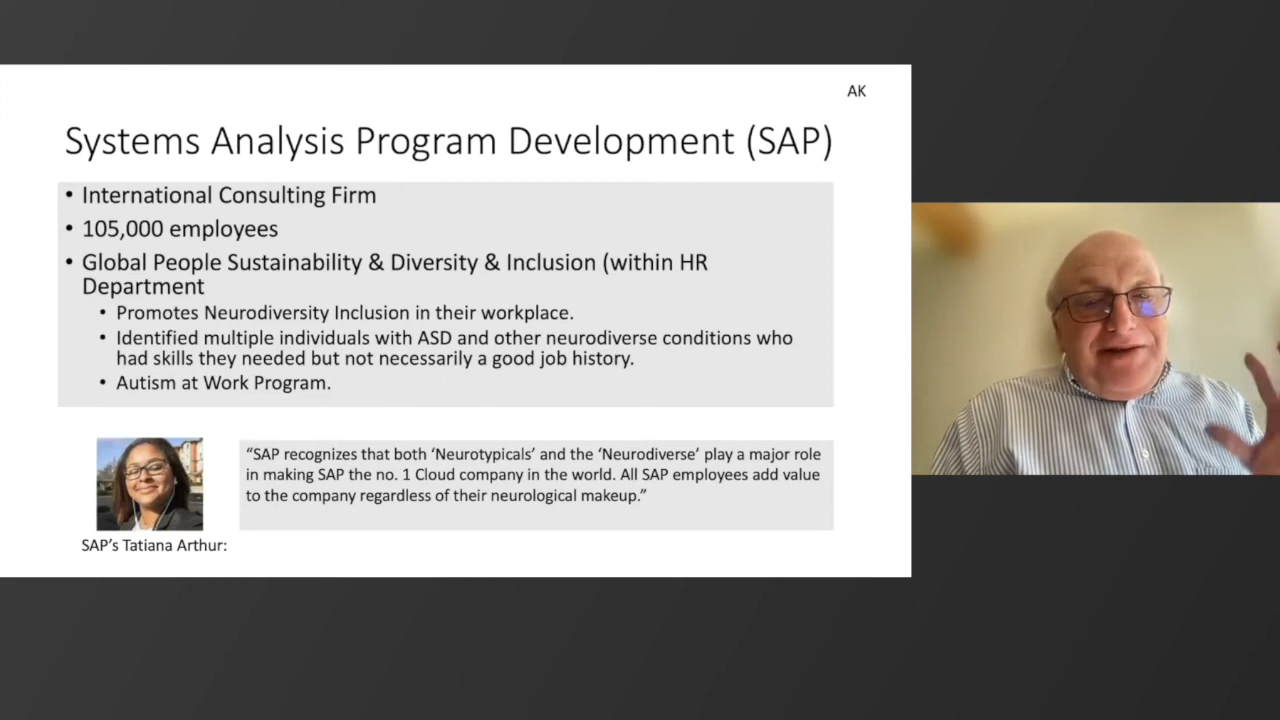 AK
Systems Analysis Program Development (SAP)
• International Consulting Firm
• 105,000 employees
• Global People Sustainability & Diversity & Inclusion (within HR
Department
• Promotes Neurodiversity Inclusion in their workplace.
• Identified multiple individuals with ASD and other neurodiverse conditions who
had skills they needed but not necessarily a good job history.
• Autism at Work Program.
“SAP recognizes that both ‘Neurotypicals’ and the ‘Neurodiverse’ play a major role
in making SAP the no. 1 Cloud company in the world. All SAP employees add value
to the company regardless of their neurological makeup.”
SAP’s Tatiana Arthur: